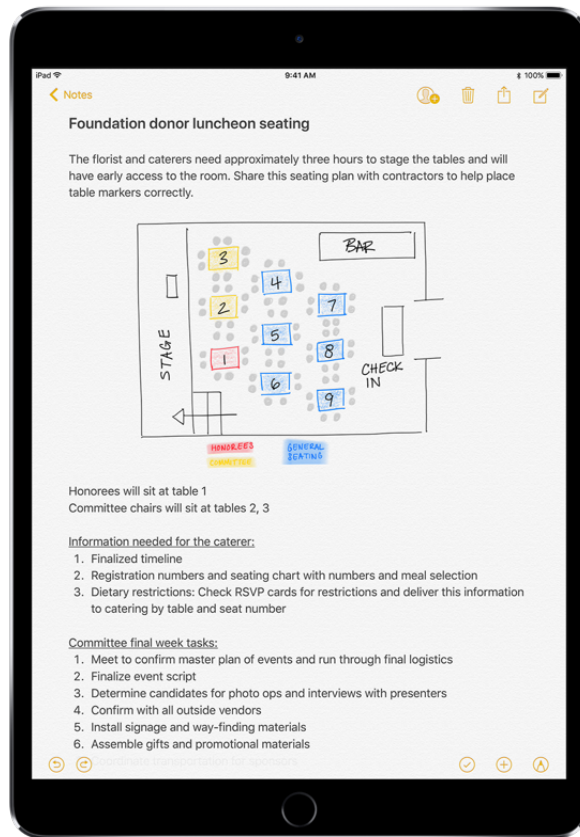 iPad
9:41 AM
100%
Notes
Foundation donor luncheon seating
The florist and caterers need approximately three hours to stage the tables and will
have early access to the room. Share this seating plan with contractors to help place
table markers correctly.
BAR
3
4
2
7
5
STAGE
1
8
CHECK
IN
6
9
HONOREES
COMMITTEE
GENERAL
SEATING
Honorees will sit at table 1
Committee chairs will sit at tables 2, 3
Information needed for the caterer:
1. Finalized timeline
2. Registration numbers and seating chart with numbers and meal selection
3. Dietary restrictions: Check RSVP cards for restrictions and deliver this information
to catering by table and seat number
Committee final week tasks:
1. Meet to confirm master plan of events and run through final logistics
2. Finalize event script
3. Determine candidates for photo ops and interviews with presenters
4. Confirm with all outside vendors
5. Install signage and way-finding materials
6. Assemble gifts and promotional materials
Coordinate transportation for sponsors